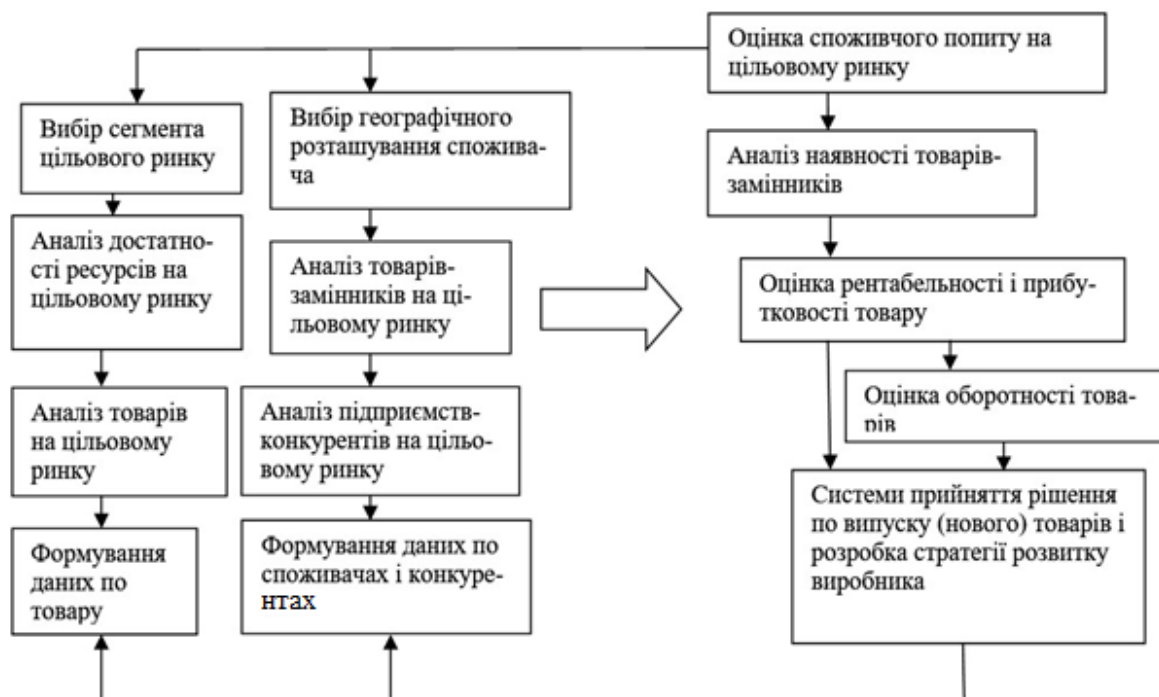 Оцінка споживчого попиту на
цільовому ринку
Вибір сегмента
цільового ринку
Вибір географічного
розташування спожива-
ча
Аналіз наявності товарів-
замінників
Аналіз достатно-
сті ресурсів на
цільовому ринку
Аналіз товарів-
замінників на ці-
льовому ринку
Оцінка рентабельності і прибу-
тковості товару
Оцінка оборотності това-
рів
Аналіз товарів
на цільовому
ринку
Аналіз підприємств-
конкурентів на цільо-
вому ринку
Системи прийняття рішення
по випуску (нового) товарів і
розробка стратегії розвитку
виробника
Формування
даних по
товару
Формування даних по
споживачах і конкуре-
нтах